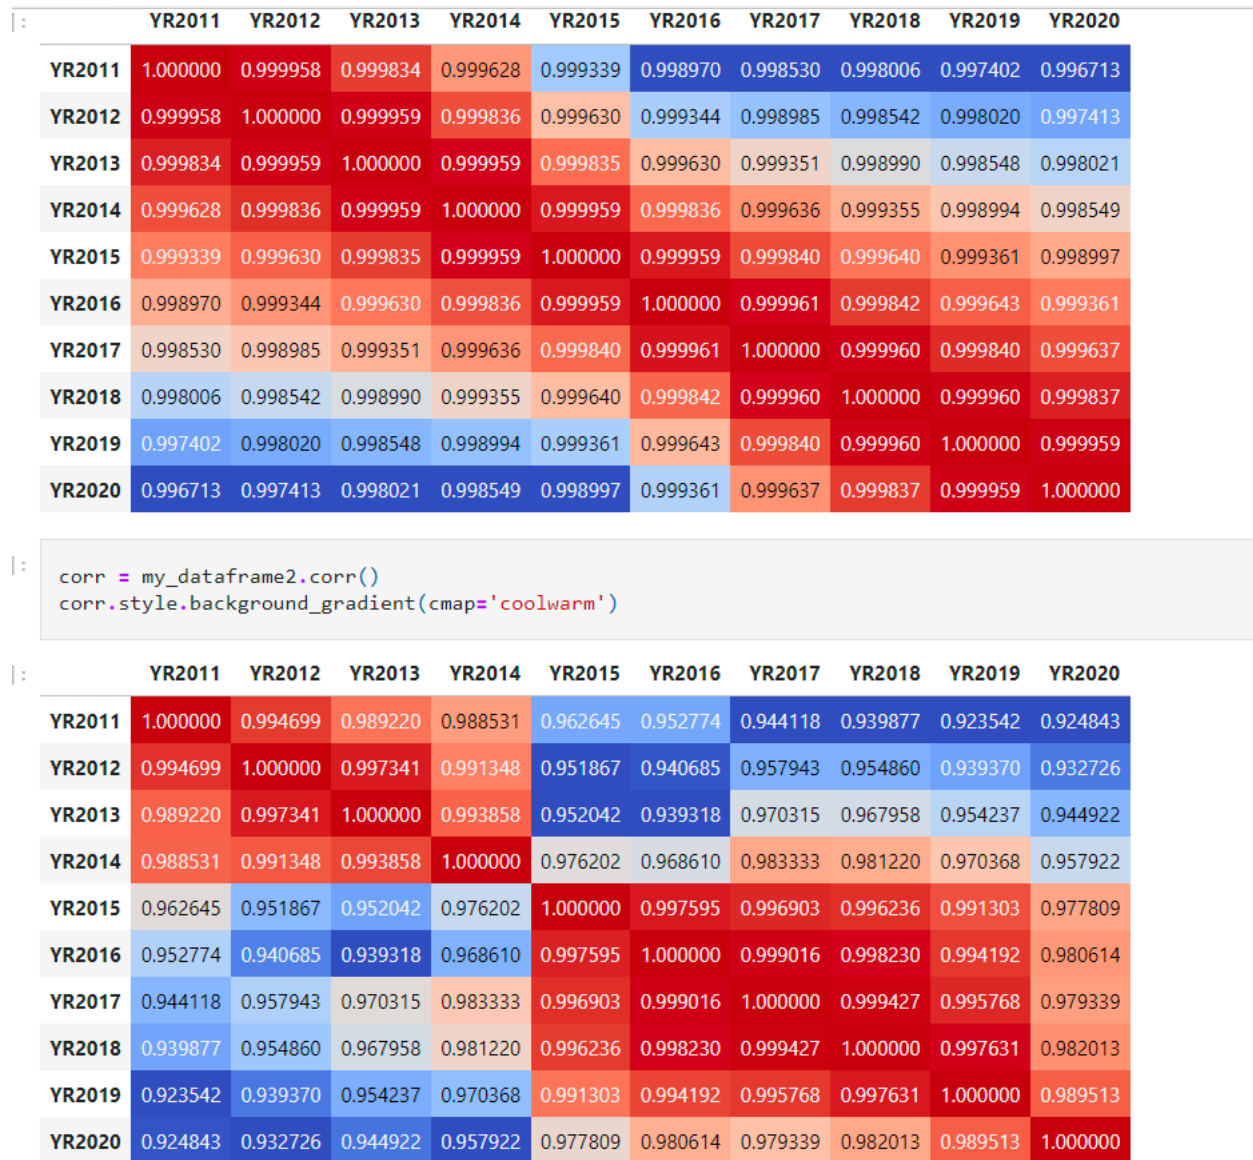 ]:
YR2011 YR2012 YR2013 YR2014 YR2015 YR2016 YR2017 YR2018 YR2019 YR2020
YR2011 1.000000 0.999958 0.999834 0.999628 0.999339 0.998970 0.998530 0.998006 0.997402 0.996713
YR2012 0.999958 1.000000 0.999959 0.999836 0.999630 0.999344 0.998985 0.998542 0.998020 0.997413
YR2013 0.999834 0.999959 1.000000 0.999959 0.999835 0.999630 0.999351 0.998990 0.998548 0.998021
YR2014 0.999628 0.999836 0.999959 1.000000 0.999959 0.999836 0.999636 0.999355 0.998994 0.998549
YR2015 0.999339 0.999630 0.999835 0.999959 1.000000 0.999959 0.999840 0.999640 0.999361 0.998997
YR2016 0.998970 0.999344 0.999630 0.999836 0.999959 1.000000 0.999961 0.999842 0.999643 0.999361
YR2017 0.998530 0.998985 0.999351 0.999636 0.999840 0.999961 1.000000 0.999960 0.999840 0.999637
YR2018 0.998006 0.998542 0.998990 0.999355 0.999640 0.999842 0.999960 1.000000 0.999960 0.999837
YR2019 0.997402 0.998020 0.998548 0.998994 0.999361 0.999643 0.999840 0.999960 1.000000 0.999959
YR2020 0.996713 0.997413 0.998021 0.998549 0.998997 0.999361 0.999637 0.999837 0.999959 1.000000
]:
corr = my_dataframe2.corr()
corr.style.background_gradient(cmap='coolwarm')
]:
YR2011 YR2012 YR2013 YR2014 YR2015 YR2016 YR2017 YR2018 YR2019 YR2020
YR2011 1.000000 0.994699 0.989220 0.988531 0.962645 0.952774 0.944118 0.939877 0.923542 0.924843
YR2012 0.994699 1.000000 0.997341 0.991348 0.951867 0.940685 0.957943 0.954860 0.939370 0.932726
YR2013 0.989220 0.997341 1.000000 0.993858 0.952042 0.939318 0.970315 0.967958 0.954237 0.944922
YR2014 0.988531 0.991348 0.993858 1.000000 0.976202 0.968610 0.983333 0.981220 0.970368 0.957922
YR2015 0.962645 0.951867 0.952042 0.976202 1.000000 0.997595 0.996903 0.996236 0.991303 0.977809
YR2016 0.952774 0.940685 0.939318 0.968610 0.997595 1.000000 0.999016 0.998230 0.994192 0.980614
YR2017 0.944118 0.957943 0.970315 0.983333 0.996903 0.999016 1.000000 0.999427 0.995768 0.979339
YR2018 0.939877 0.954860 0.967958 0.981220 0.996236 0.998230 0.999427 1.000000 0.997631 0.982013
YR2019 0.923542 0.939370 0.954237 0.970368 0.991303 0.994192 0.995768 0.997631 1.000000 0.989513
YR2020 0.924843 0.932726 0.944922 0.957922 0.977809 0.980614 0.979339 0.982013 0.989513 1.000000